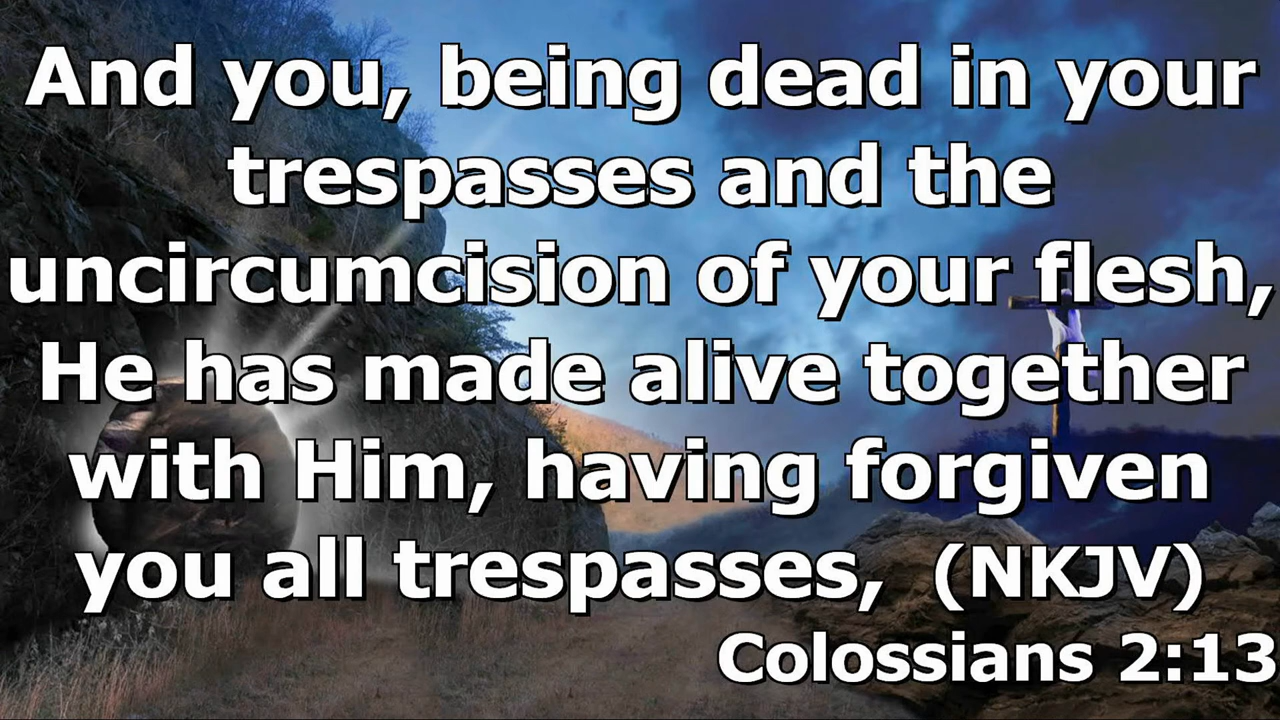 And you, being dead in your
trespasses and the
uncircumcision of your flesh,
He has made alive together
with Him, having forgiven
you all trespasses, (NKJV)
Colossians 2:13